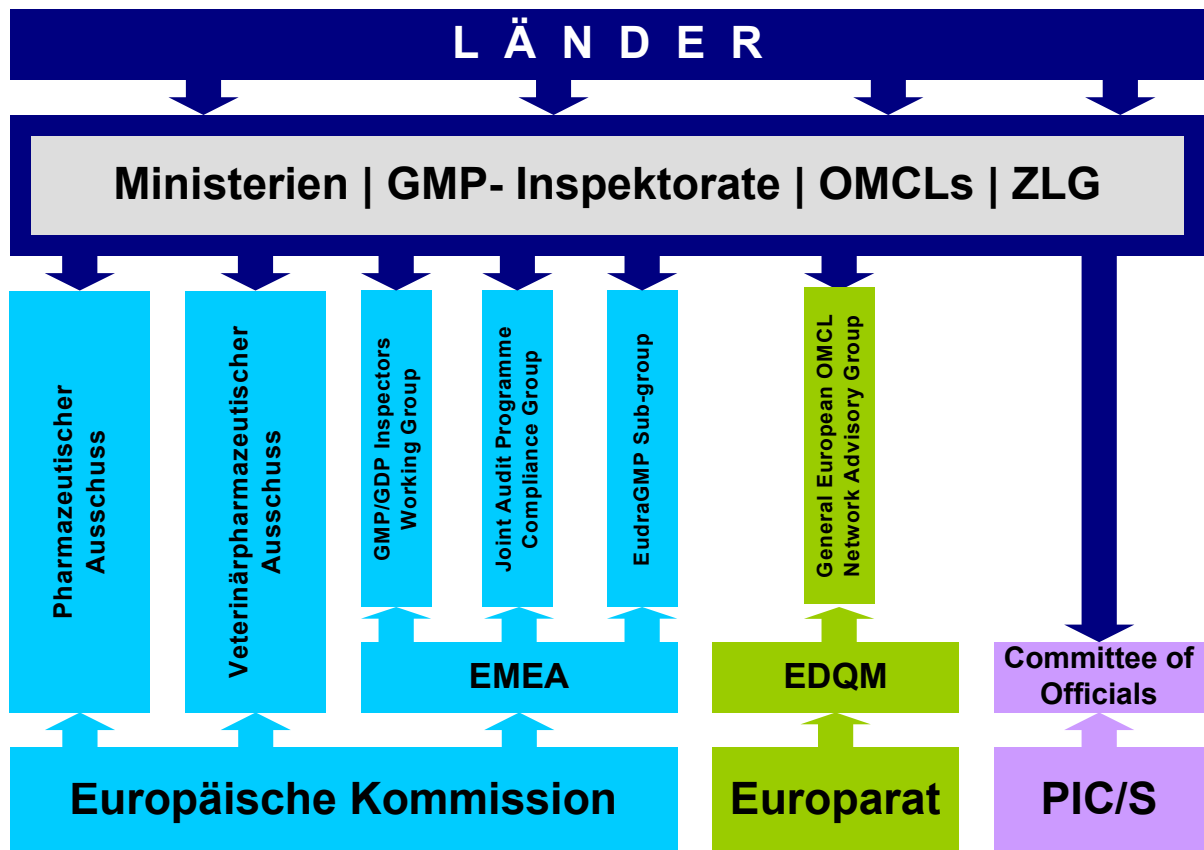 LÄNDER
Ministerien | GMP- Inspektorate | OMCLs | ZLG
Pharmazeutischer
Ausschuss
Veterinärpharmazeutischer
Ausschuss
GMP/GDP Inspectors
Working Group
Joint Audit Programme
Compliance Group
EudraGMP Sub-group
General European OMCL
Network Advisory Group
EMEA
EDQM
Committee of
Officials
Europäische Kommission
Europarat
PIC/S